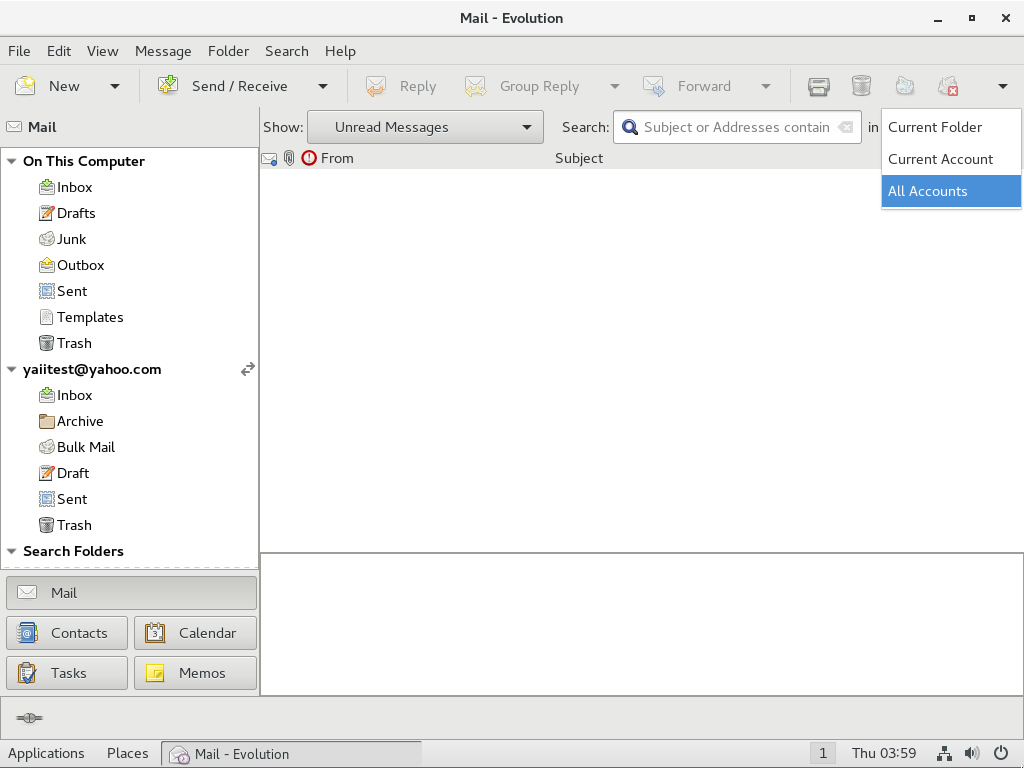 Mail - Evolution
File Edit View Message Folder Search Help
New Send / Receive Reply Group Reply Forward
Mail Show: Unread Messages Search: Subject or Addresses contain in Current Folder
From Subject Current Account
On This Computer
All Accounts
Inbox
Drafts
Junk
Outbox
Sent
Templates
Trash
yaiitest@yahoo.com
Inbox
Archive
Bulk Mail
Draft
Sent
Trash
Search Folders
Mail
Contacts 3 Calendar
Tasks Memos
Applications Places Mail - Evolution 1 Thu 03:59